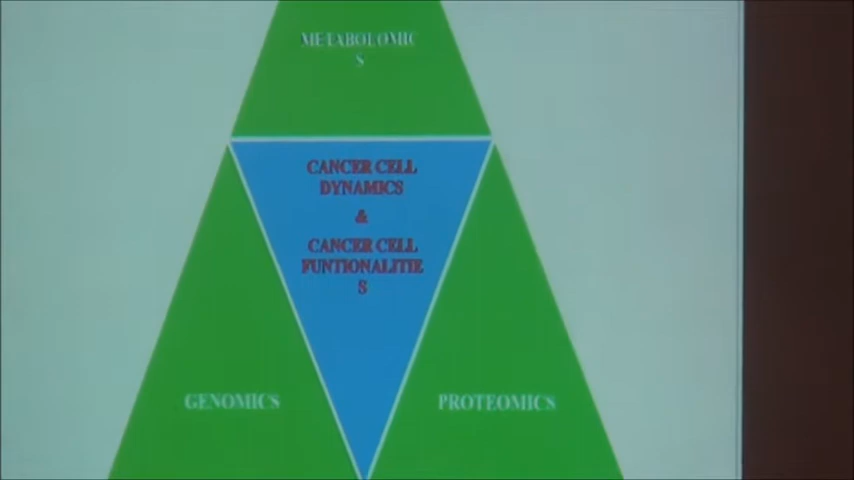 METABOLOMIC
S
CANCER CELL
DYNAMICS
&
CANCER CELL
FUNTIONALITIE
S
GENOMICS
PROTEOMICS